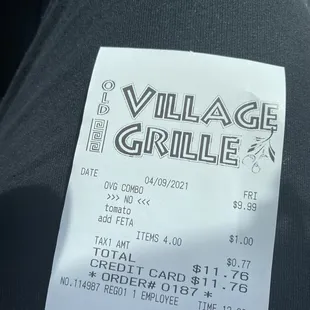 OLD
VILLAGE
GRILLE
DATE 04/09/2021 FRI
OVG COMBO $9.99
>>> NO <<<
tomato
add FETA $1.00
ITEMS 4.00
TAX1 AMT $0.77
TOTAL $11.76
CREDIT CARD $11.76
* ORDER# 0187 *
NO.114987 REG01 1 EMPLOYEE TIME